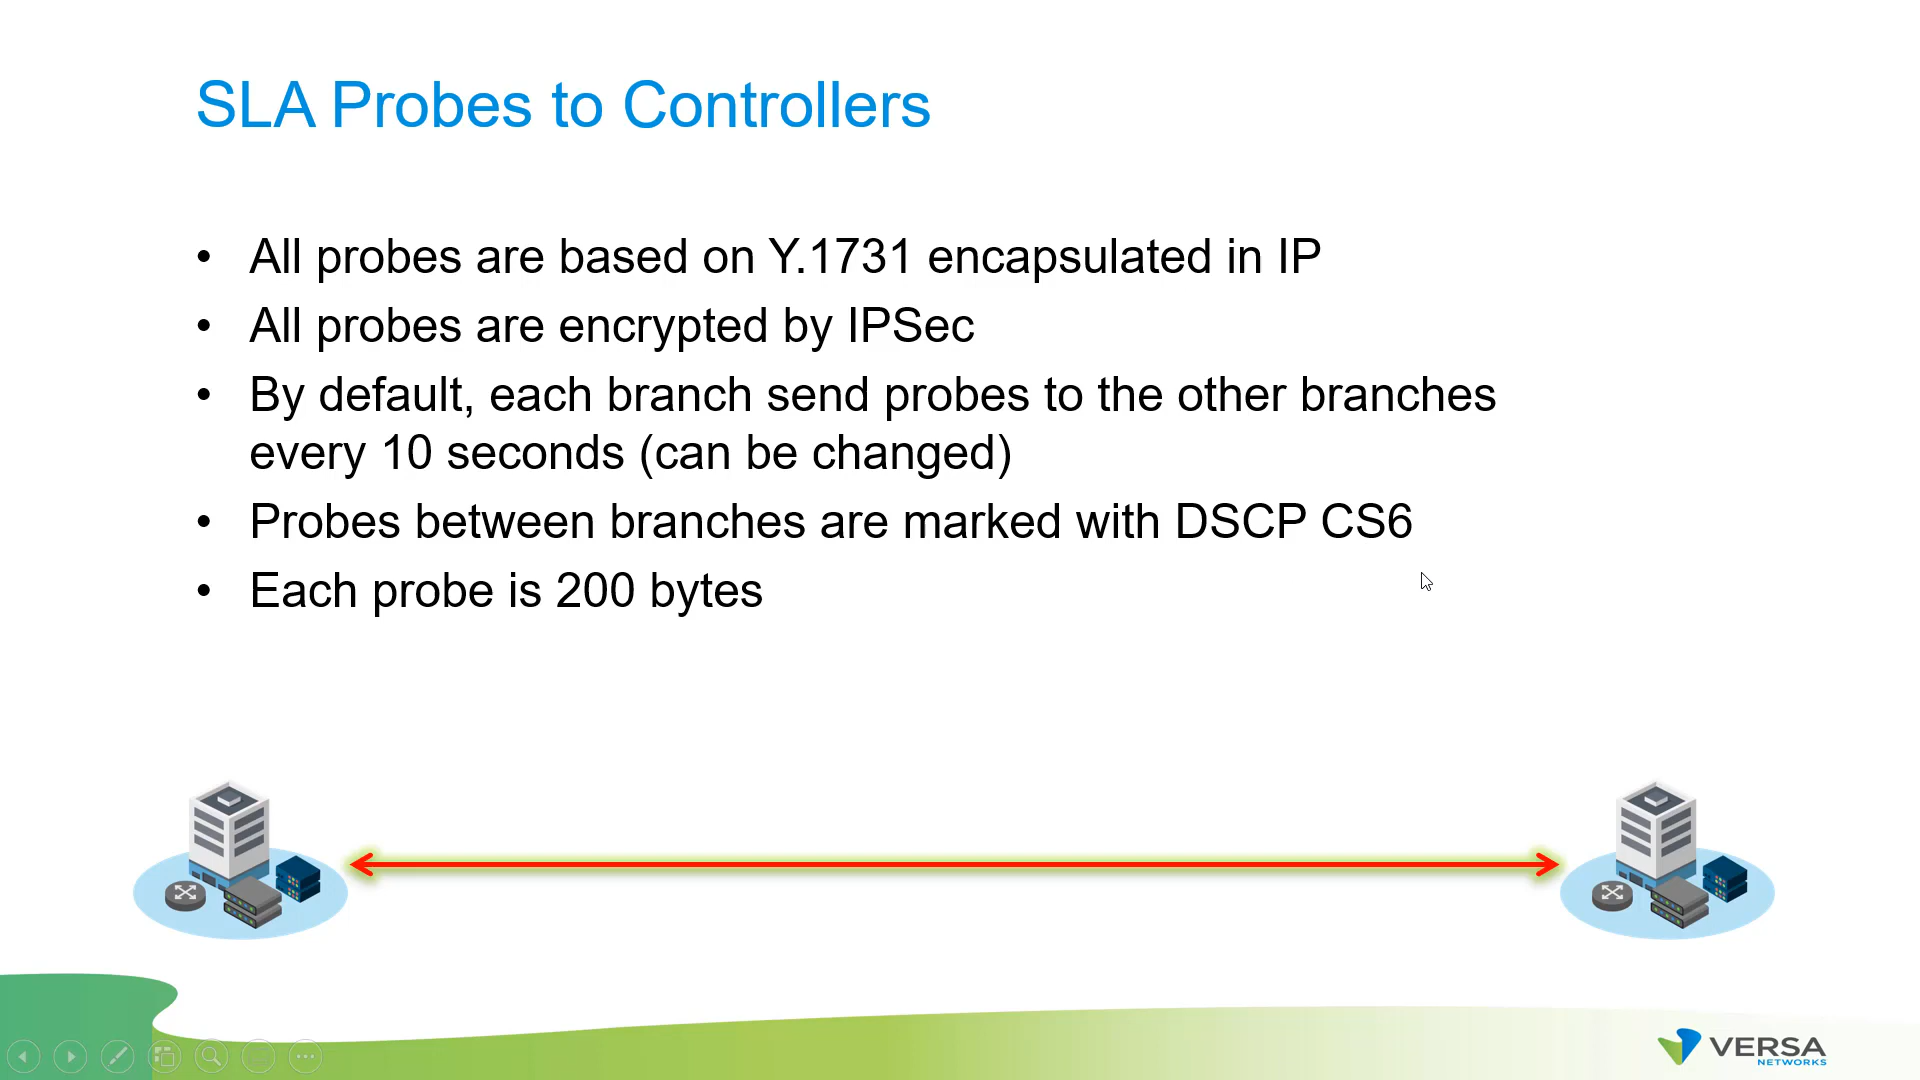 SLA Probes to Controllers
• All probes are based on Y.1731 encapsulated in IP
• All probes are encrypted by IPSec
• By default, each branch send probes to the other branches
every 10 seconds (can be changed)
• Probes between branches are marked with DSCP CS6
• Each probe is 200 bytes
VERSA
NETWORKS